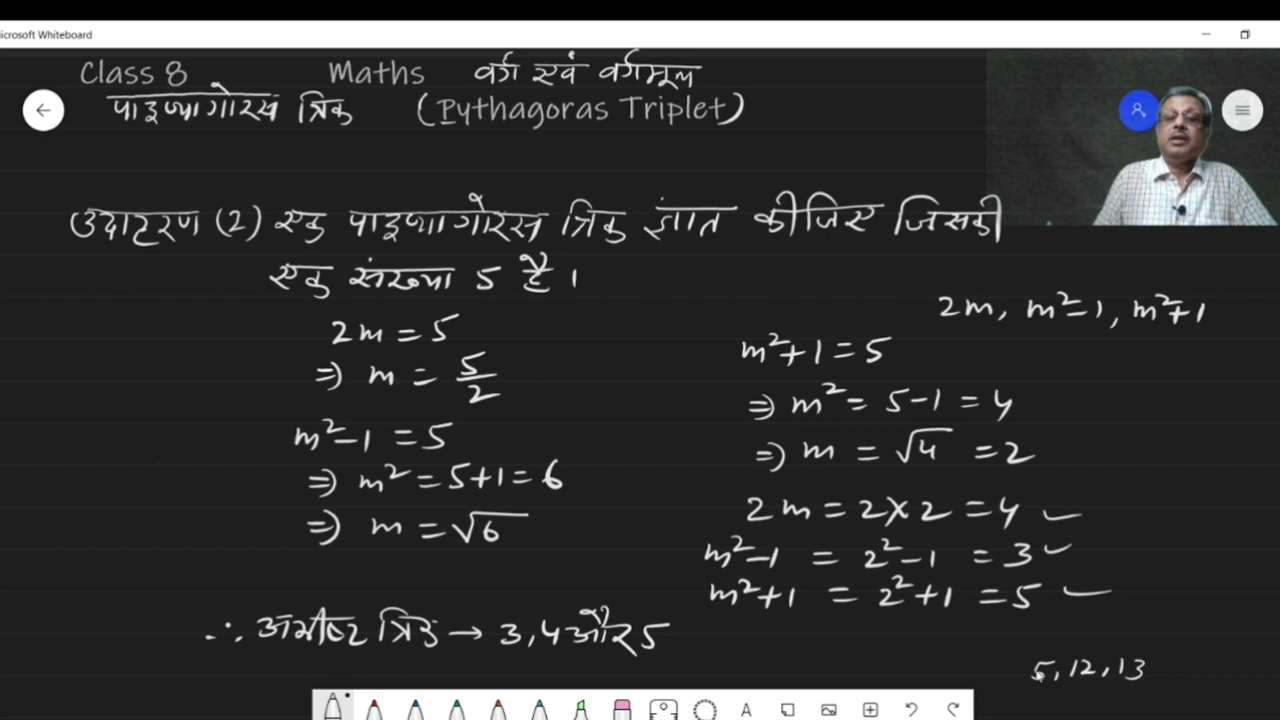 Microsoft Whiteboard
Class 8 Maths वर्ग एवं वर्गमूल
पाइथागोरस त्रिक (Pythagoras Triplet)
उदाहरण (2) एक पाइथागोरस त्रिक ज्ञात कीजिए जिसकी
एक संख्या 5 है।
2m = 5
⇒ m = 5/2
m²-1 = 5
⇒ m² = 5+1 = 6
⇒ m = √6
2m, m²-1, m²+1
m²+1 = 5
⇒ m² = 5-1 = 4
⇒ m = √4 = 2
2m = 2×2 = 4 ✓
m²-1 = 2²-1 = 3 ✓
m²+1 = 2²+1 = 5 ✓
∴ अभीष्ट त्रिक → 3, 4 और 5
5, 12, 13
A